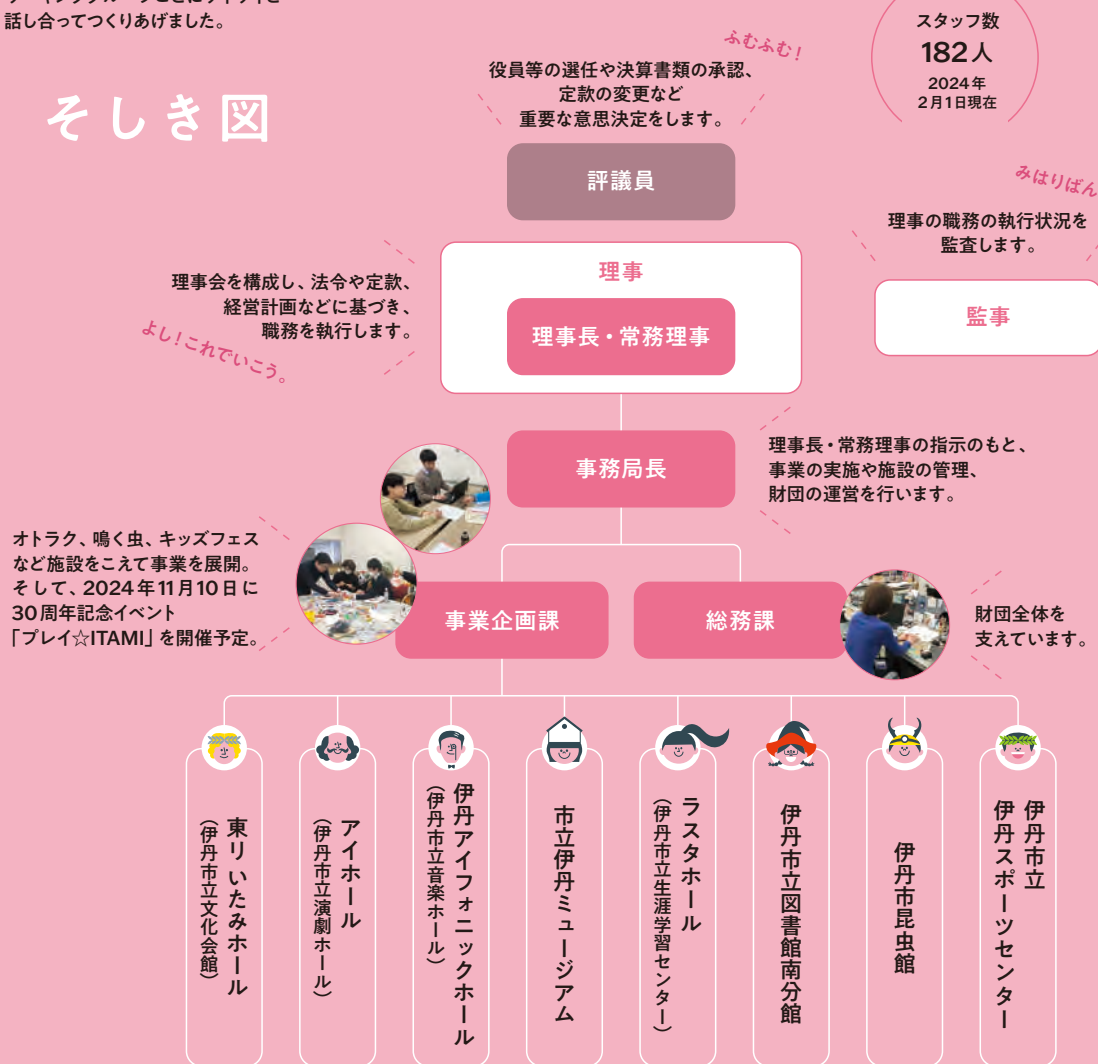 話し合ってつくりあげました。
そしき図
スタッフ数
182人
2024年
2月1日現在
ふむふむ！
役員等の選任や決算書類の承認、
定款の変更など
重要な意思決定をします。
評議員
みはりばん
理事の職務の執行状況を
監査します。
監事
理事会を構成し、法令や定款、
経営計画などに基づき、
職務を執行します。
よし！これでいこう。
理事
理事長・常務理事
事務局長
理事長・常務理事の指示のもと、
事業の実施や施設の管理、
財団の運営を行います。
オトラク、鳴く虫、キッズフェス
など施設をこえて事業を展開。
そして、2024年11月10日に
30周年記念イベント
「プレイ☆ITAMI」を開催予定。
事業企画課
総務課
財団全体を
支えています。
東リ いたみホール
（伊丹市立文化会館）
アイホール
（伊丹市立演劇ホール）
伊丹アイフォニックホール
（伊丹市立音楽ホール）
市立伊丹ミュージアム
ラスタホール
（伊丹市立生涯学習センター）
伊丹市立図書館南分館
伊丹市昆虫館
伊丹市立
伊丹スポーツセンター